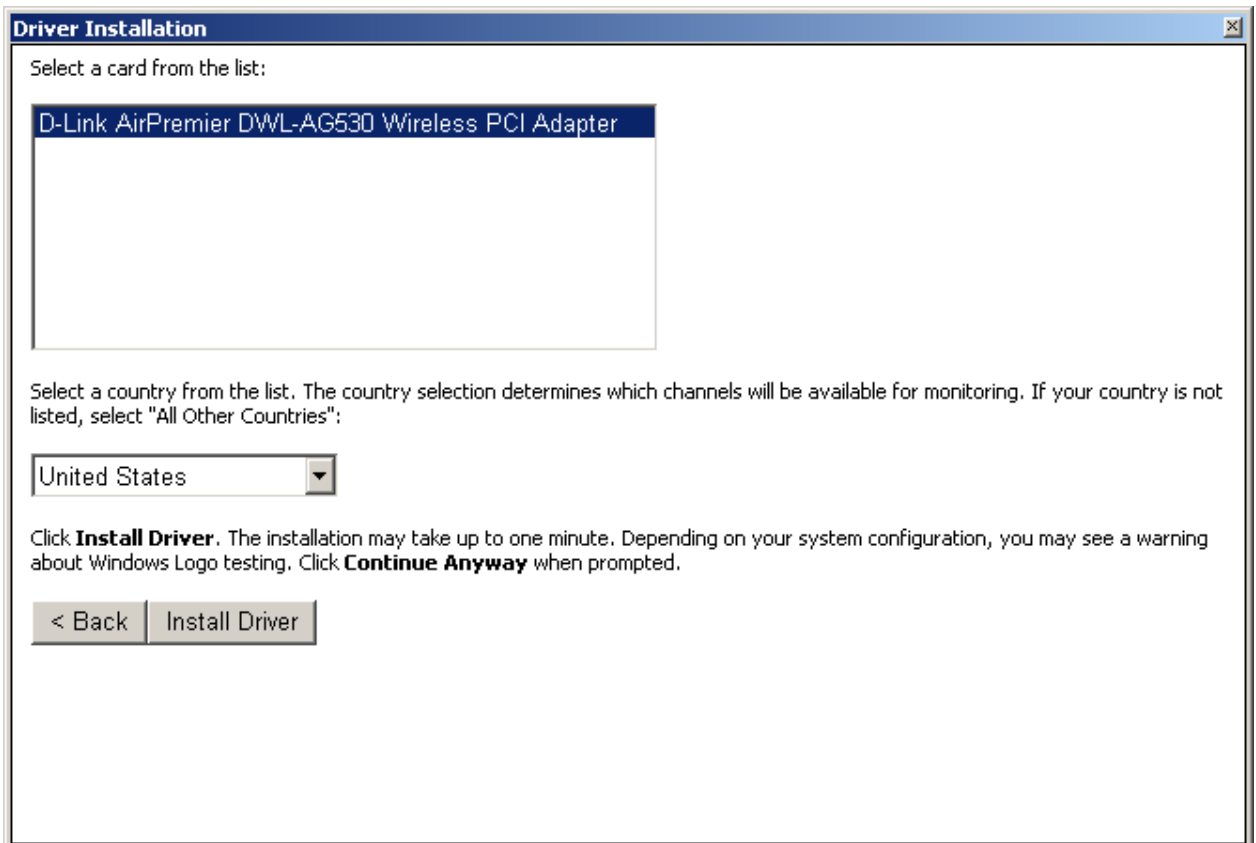 Driver Installation
Select a card from the list:
D-Link AirPremier DWL-AG530 Wireless PCI Adapter
Select a country from the list. The country selection determines which channels will be available for monitoring. If your country is not
listed, select "All Other Countries":
United States
Click Install Driver. The installation may take up to one minute. Depending on your system configuration, you may see a warning
about Windows Logo testing. Click Continue Anyway when prompted.
< Back Install Driver